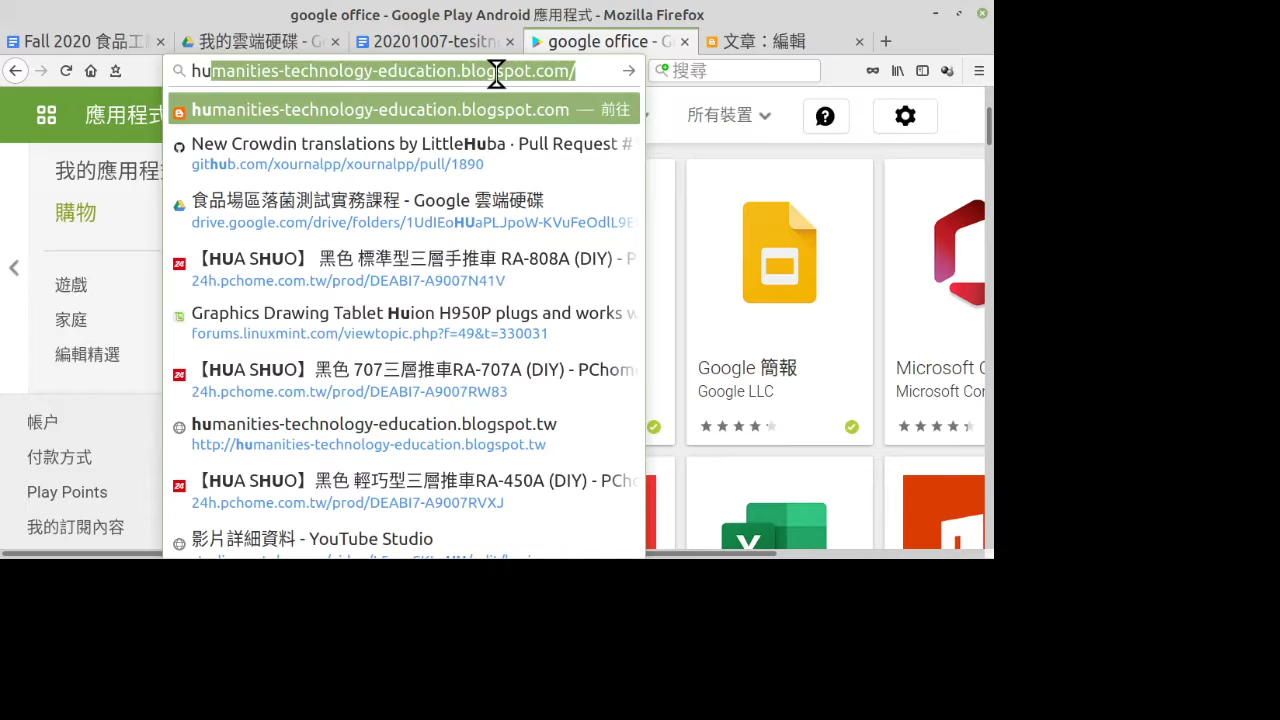 google office - Google Play Android 應用程式 - Mozilla Firefox
Fall 2020 食品工
我的雲端硬碟 - G
20201007-tesitn
google office - G
文章：編輯
humanities-technology-education.blogspot.com/
搜尋
應用程式
所有裝置
humanities-technology-education.blogspot.com — 前往
New Crowdin translations by LittleHuba · Pull Request #
github.com/xournalpp/xournalpp/pull/1890
食品場區落菌測試實務課程 - Google 雲端硬碟
drive.google.com/drive/folders/1UdIEoHUaPLJpoW-KVuFeOdlL9E
【HUA SHUO】 黑色 標準型三層手推車 RA-808A (DIY) - P
24h.pchome.com.tw/prod/DEABI7-A9007N41V
Graphics Drawing Tablet Huion H950P plugs and works w
forums.linuxmint.com/viewtopic.php?f=49&t=330031
【HUA SHUO】黑色 707三層推車RA-707A (DIY) - PChom
24h.pchome.com.tw/prod/DEABI7-A9007RW83
humanities-technology-education.blogspot.tw
http://humanities-technology-education.blogspot.tw
【HUA SHUO】黑色 輕巧型三層推車RA-450A (DIY) - PCh
24h.pchome.com.tw/prod/DEABI7-A9007RVXJ
影片詳細資料 - YouTube Studio
我的應用程
購物
遊戲
家庭
編輯精選
帳戶
付款方式
Play Points
我的訂閱內容
Google 簡報
Google LLC
Microsoft
Microsoft Cor